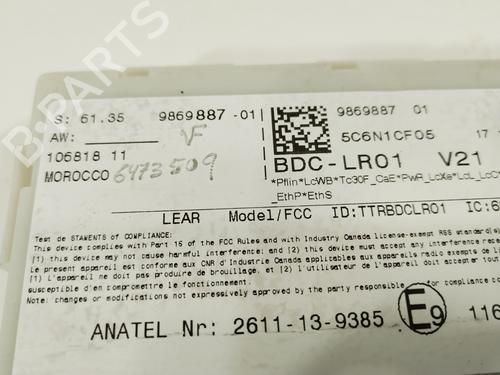 B-PARTS
S: 61.35 9869887 -01
9869887 01
AW:
VF
5C6N1CF05 17
106818 11
BDC-LR01 V21
MOROCCO 6473509
*Pflin*LcWB*Tc30F_CaE*PwR_LcXe*LcL_LcC
_EthP*EthS
LEAR Model/FCC ID:TTRBDCLR01 IC:6
Test de STAMENTS of COMPLIANCE:
This device complies with Part 16 of the FCC Rules and with Industry Canada license-exempt RSS standard(s
(1) this device may not cause harmful interference; and (2) this device must accept any interference rece
Le present appareil est conforme aux CNR d'Industrie Canada applicables aux appareils radio exempts de l
(1) l'appareil ne doit pas produire de brouillage, et (2) l'utilisateur de l'appareil doit accepter tout
susceptible d'en compromettre le fonctionnement.
Note: changes or modifications not expressively approved by the party responsible for compliance co
ANATEL Nr: 2611-13-9385 E9 116